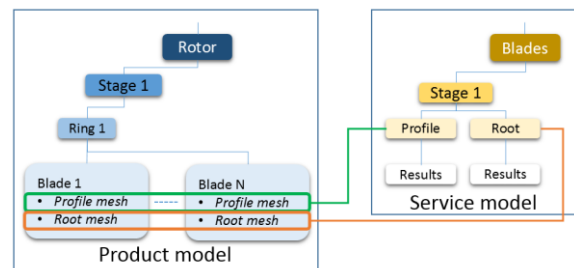 Rotor
Stage 1
Ring 1
Blade 1
• Profile mesh
• Root mesh
Blade N
• Profile mesh
• Root mesh
Product model
Blades
Stage 1
Profile
Root
Results
Results
Service model